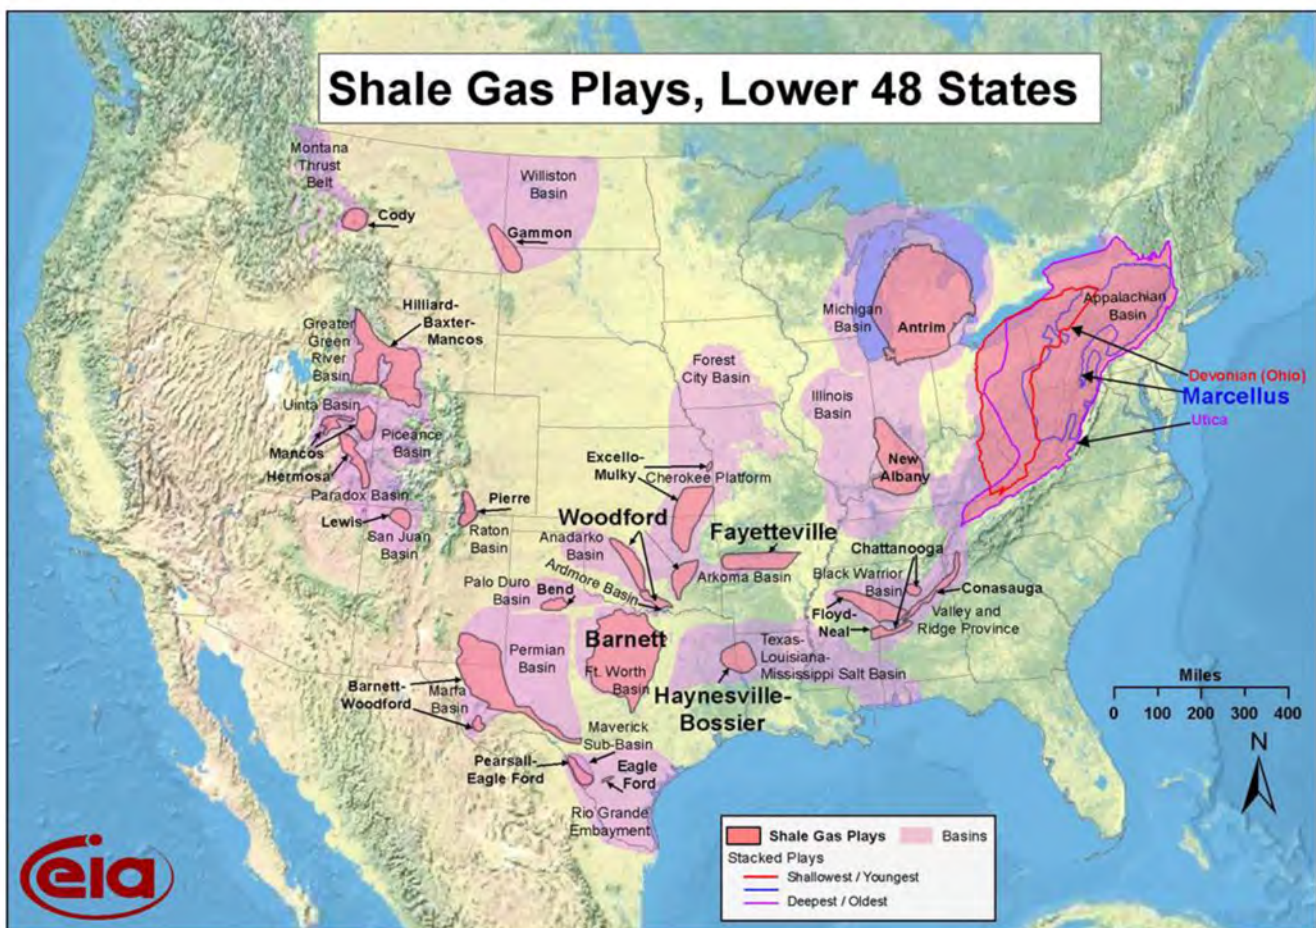 Shale Gas Plays, Lower 48 States
Montana
Thrust
Belt
Cody
Williston
Basin
Gammon
Hilliard-
Baxter-
Mancos
Greater
Green
River
Basin
Uinta Basin
Mancos
Piceance
Basin
Hermosa
Paradox Basin
Lewis
San Juan
Basin
Pierre
Raton
Basin
Forest
City Basin
Excello-
Mulky
Cherokee Platform
Michigan
Basin
Antrim
Illinois
Basin
New
Albany
Appalachian
Basin
Devonian (Ohio)
Marcellus
Utica
Woodford
Anadarko
Basin
Ardmore Basin
Fayetteville
Arkoma Basin
Palo Duro
Basin
Bend
Chattanooga
Black Warrior
Basin
Conasauga
Floyd-
Neal
Valley and
Ridge Province
Barnett
Ft. Worth
Basin
Permian
Basin
Barnett-
Woodford
Marfa
Basin
Texas-
Louisiana-
Mississippi Salt Basin
Haynesville-
Bossier
Maverick
Sub-Basin
Pearsall-
Eagle Ford
Eagle
Ford
Rio Grande
Embayment
Miles
0 100 200 300 400
N
Shale Gas Plays
Basins
Stacked Plays
Shallowest / Youngest
Deepest / Oldest
eia